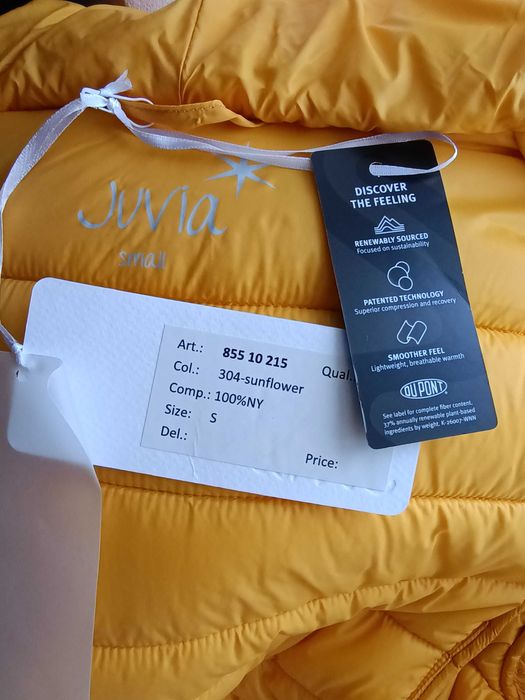 Juvia
small
DISCOVER
THE FEELING
RENEWABLY SOURCED
Focused on sustainability
PATENTED TECHNOLOGY
Superior compression and recovery
SMOOTHER FEEL
Lightweight, breathable warmth
DUPONT
See label for complete fiber content.
37% annually renewable plant-based
ingredients by weight. K-26007-WNN
Art.: 855 10 215 Qual.
Col.: 304-sunflower
Comp.: 100%NY
Size: S
Del.:
Price: